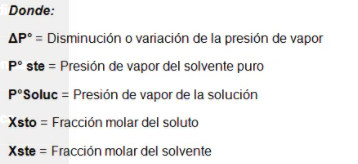 Donde:
ΔP° = Disminución o variación de la presión de vapor
P° ste = Presión de vapor del solvente puro
P°Soluc = Presión de vapor de la solución
Xsto = Fracción molar del soluto
Xste = Fracción molar del solvente